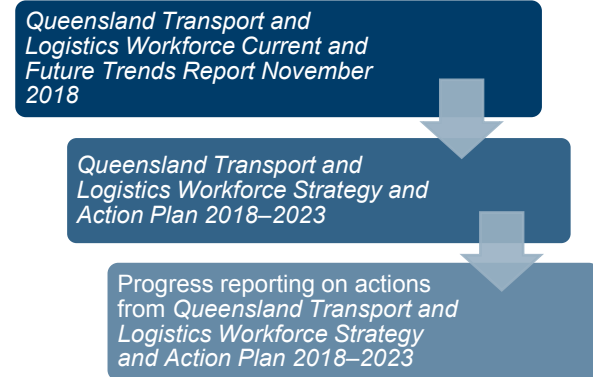 Queensland Transport and
Logistics Workforce Current and
Future Trends Report November
2018
Queensland Transport and
Logistics Workforce Strategy and
Action Plan 2018–2023
Progress reporting on actions
from Queensland Transport and
Logistics Workforce Strategy
and Action Plan 2018–2023